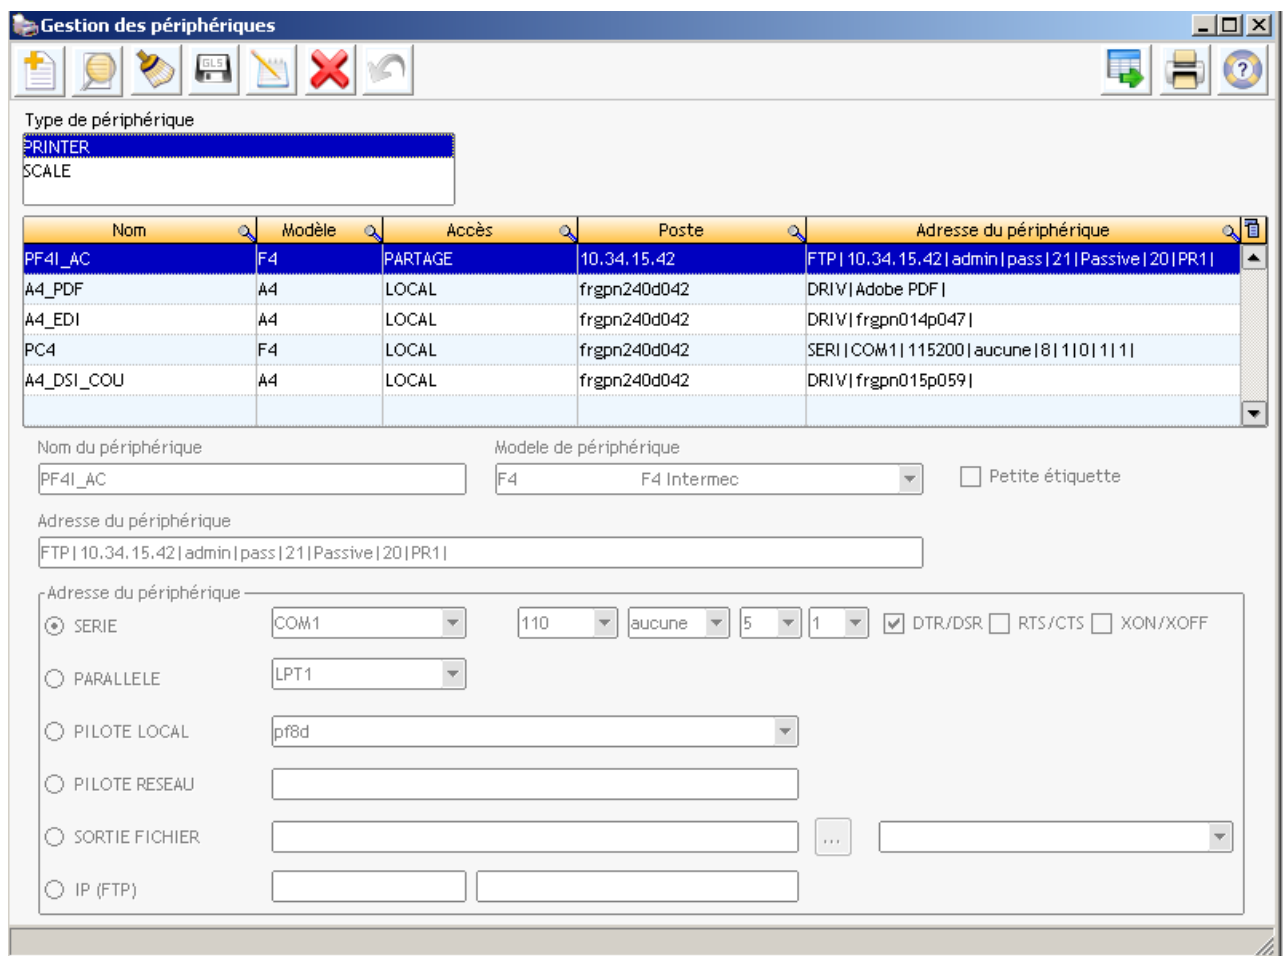 Gestion des périphériques
GLS
Type de périphérique
PRINTER
SCALE
Nom Modèle Accès Poste Adresse du périphérique
PF4I_AC F4 PARTAGE 10.34.15.42 FTP|10.34.15.42|admin|pass|21|Passive|20|PR1|
A4_PDF A4 LOCAL frgpn240d042 DRIV|Adobe PDF|
A4_EDI A4 LOCAL frgpn240d042 DRIV|frgpn014p047|
PC4 F4 LOCAL frgpn240d042 SERI|COM1|115200|aucune|8|1|0|1|1|
A4_DSI_COU A4 LOCAL frgpn240d042 DRIV|frgpn015p059|
Nom du périphérique Modele de périphérique
PF4I_AC F4 F4 Intermec Petite étiquette
Adresse du périphérique
FTP|10.34.15.42|admin|pass|21|Passive|20|PR1|
Adresse du périphérique
SERIE COM1 110 aucune 5 1 DTR/DSR RTS/CTS XON/XOFF
PARALLELE LPT1
PILOTE LOCAL pf8d
PILOTE RESEAU
SORTIE FICHIER ...
IP (FTP)